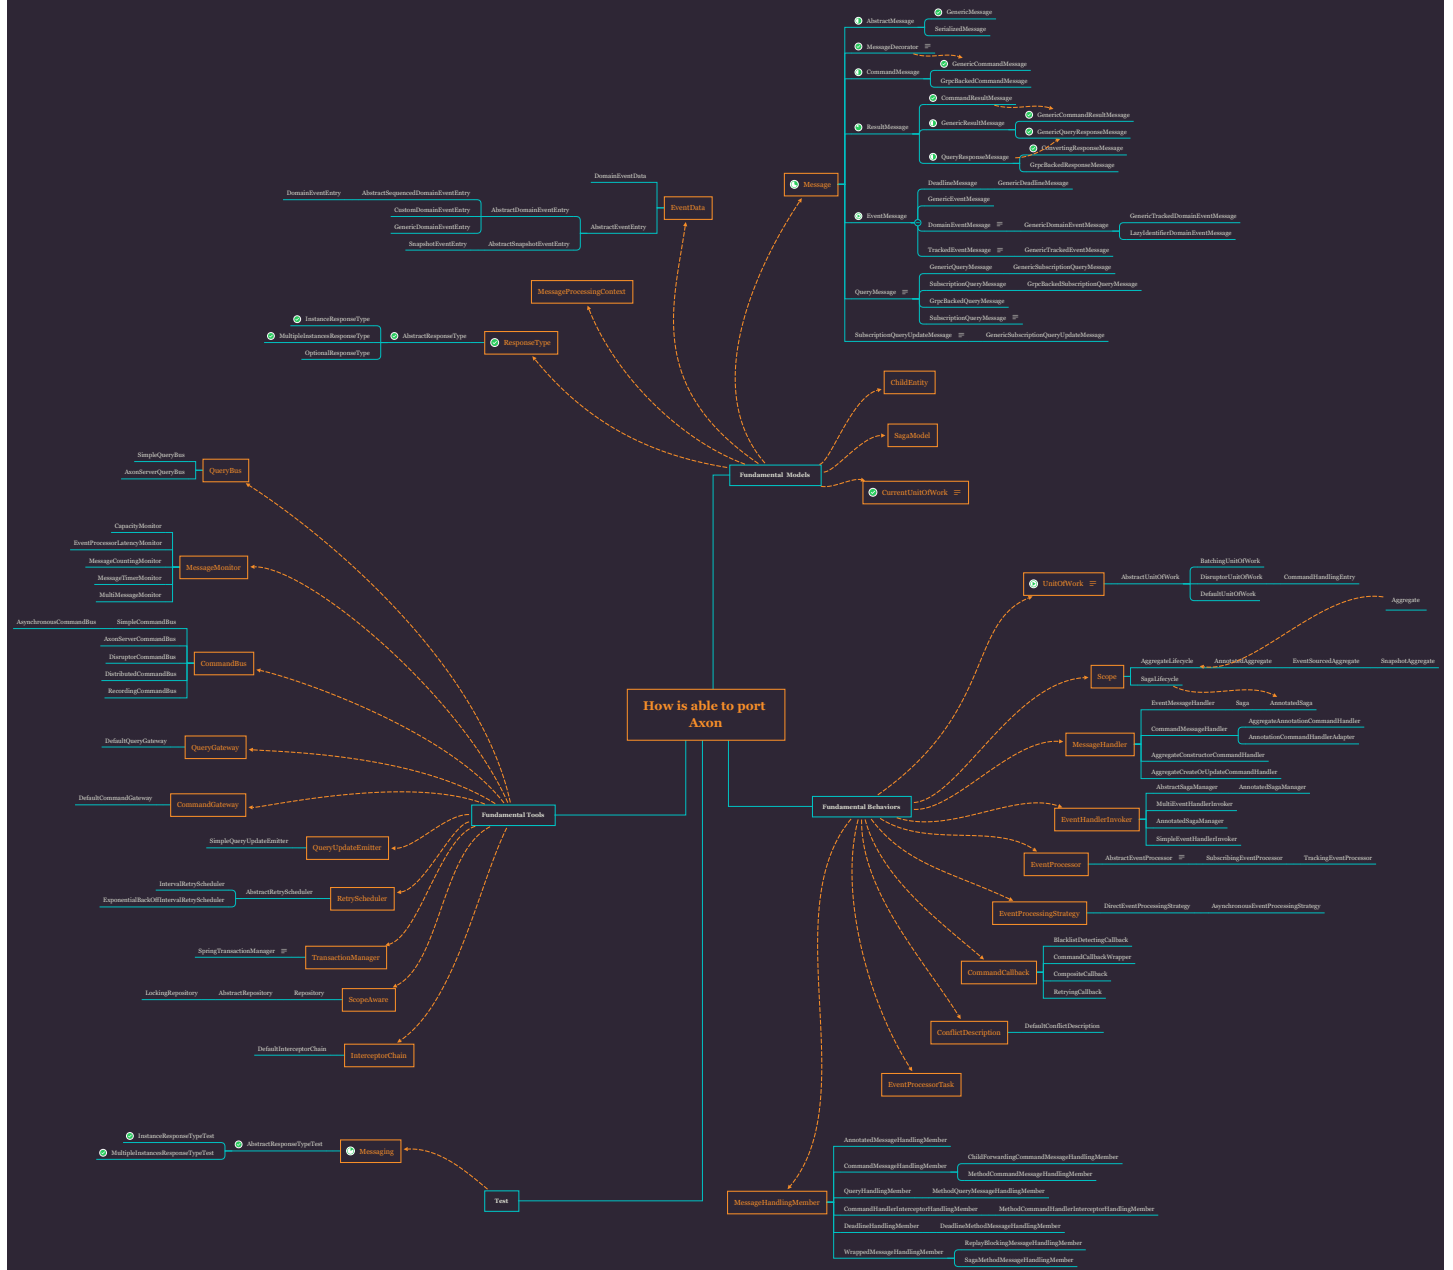 How is able to port
Axon
Fundamental Models
Message
AbstractMessage
GenericMessage
SerializedMessage
MessageDecorator
CommandMessage
GenericCommandMessage
GrpcBackedCommandMessage
ResultMessage
CommandResultMessage
GenericResultMessage
GenericCommandResultMessage
GenericQueryResponseMessage
QueryResponseMessage
ConvertingResponseMessage
GrpcBackedResponseMessage
EventMessage
DeadlineMessage
GenericDeadlineMessage
GenericEventMessage
DomainEventMessage
GenericDomainEventMessage
GenericTrackedDomainEventMessage
LazyIdentifierDomainEventMessage
TrackedEventMessage
GenericTrackedEventMessage
QueryMessage
GenericQueryMessage
GenericSubscriptionQueryMessage
SubscriptionQueryMessage
GrpcBackedSubscriptionQueryMessage
GrpcBackedQueryMessage
SubscriptionQueryMessage
SubscriptionQueryUpdateMessage
GenericSubscriptionQueryUpdateMessage
EventData
DomainEventData
AbstractEventEntry
AbstractDomainEventEntry
AbstractSequencedDomainEventEntry
DomainEventEntry
CustomDomainEventEntry
GenericDomainEventEntry
AbstractSnapshotEventEntry
SnapshotEventEntry
MessageProcessingContext
ResponseType
AbstractResponseType
InstanceResponseType
MultipleInstancesResponseType
OptionalResponseType
ChildEntity
SagaModel
CurrentUnitOfWork
Fundamental Behaviors
UnitOfWork
AbstractUnitOfWork
BatchingUnitOfWork
DisruptorUnitOfWork
CommandHandlingEntry
DefaultUnitOfWork
Aggregate
Scope
AggregateLifecycle
AnnotatedAggregate
EventSourcedAggregate
SnapshotAggregate
SagaLifecycle
MessageHandler
EventMessageHandler
Saga
AnnotatedSaga
CommandMessageHandler
AggregateAnnotationCommandHandler
AnnotationCommandHandlerAdapter
AggregateConstructorCommandHandler
AggregateCreateOrUpdateCommandHandler
EventHandlerInvoker
AbstractSagaManager
AnnotatedSagaManager
MultiEventHandlerInvoker
AnnotatedSagaManager
SimpleEventHandlerInvoker
EventProcessor
AbstractEventProcessor
SubscribingEventProcessor
TrackingEventProcessor
EventProcessingStrategy
DirectEventProcessingStrategy
AsynchronousEventProcessingStrategy
CommandCallback
BlacklistDetectingCallback
CommandCallbackWrapper
CompositeCallback
RetryingCallback
ConflictDescription
DefaultConflictDescription
EventProcessorTask
MessageHandlingMember
AnnotatedMessageHandlingMember
CommandMessageHandlingMember
ChildForwardingCommandMessageHandlingMember
MethodCommandMessageHandlingMember
QueryHandlingMember
MethodQueryMessageHandlingMember
CommandHandlerInterceptorHandlingMember
MethodCommandHandlerInterceptorHandlingMember
DeadlineHandlingMember
DeadlineMethodMessageHandlingMember
WrappedMessageHandlingMember
ReplayBlockingMessageHandlingMember
SagaMethodMessageHandlingMember
Fundamental Tools
QueryBus
SimpleQueryBus
AxonServerQueryBus
MessageMonitor
CapacityMonitor
EventProcessorLatencyMonitor
MessageCountingMonitor
MessageTimerMonitor
MultiMessageMonitor
CommandBus
SimpleCommandBus
AsynchronousCommandBus
AxonServerCommandBus
DisruptorCommandBus
DistributedCommandBus
RecordingCommandBus
QueryGateway
DefaultQueryGateway
CommandGateway
DefaultCommandGateway
QueryUpdateEmitter
SimpleQueryUpdateEmitter
RetryScheduler
AbstractRetryScheduler
IntervalRetryScheduler
ExponentialBackOffIntervalRetryScheduler
TransactionManager
SpringTransactionManager
ScopeAware
Repository
AbstractRepository
LockingRepository
InterceptorChain
DefaultInterceptorChain
Test
Messaging
AbstractResponseTypeTest
InstanceResponseTypeTest
MultipleInstancesResponseTypeTest